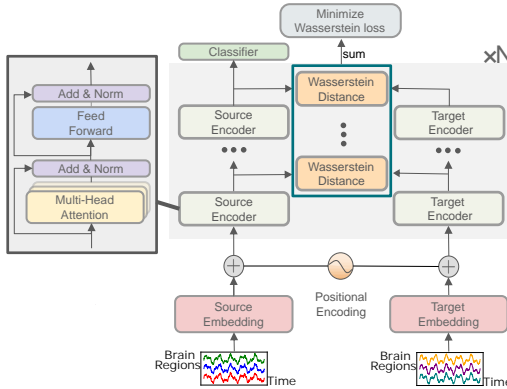 Minimize
Wasserstein loss
×N
Classifier
sum
Add & Norm
Feed
Forward
Add & Norm
Multi-Head
Attention
Wasserstein
Distance
Source
Encoder
Target
Encoder
Wasserstein
Distance
Source
Encoder
Target
Encoder
Positional
Encoding
Source
Embedding
Target
Embedding
Brain
Regions
Time
Brain
Regions
Time